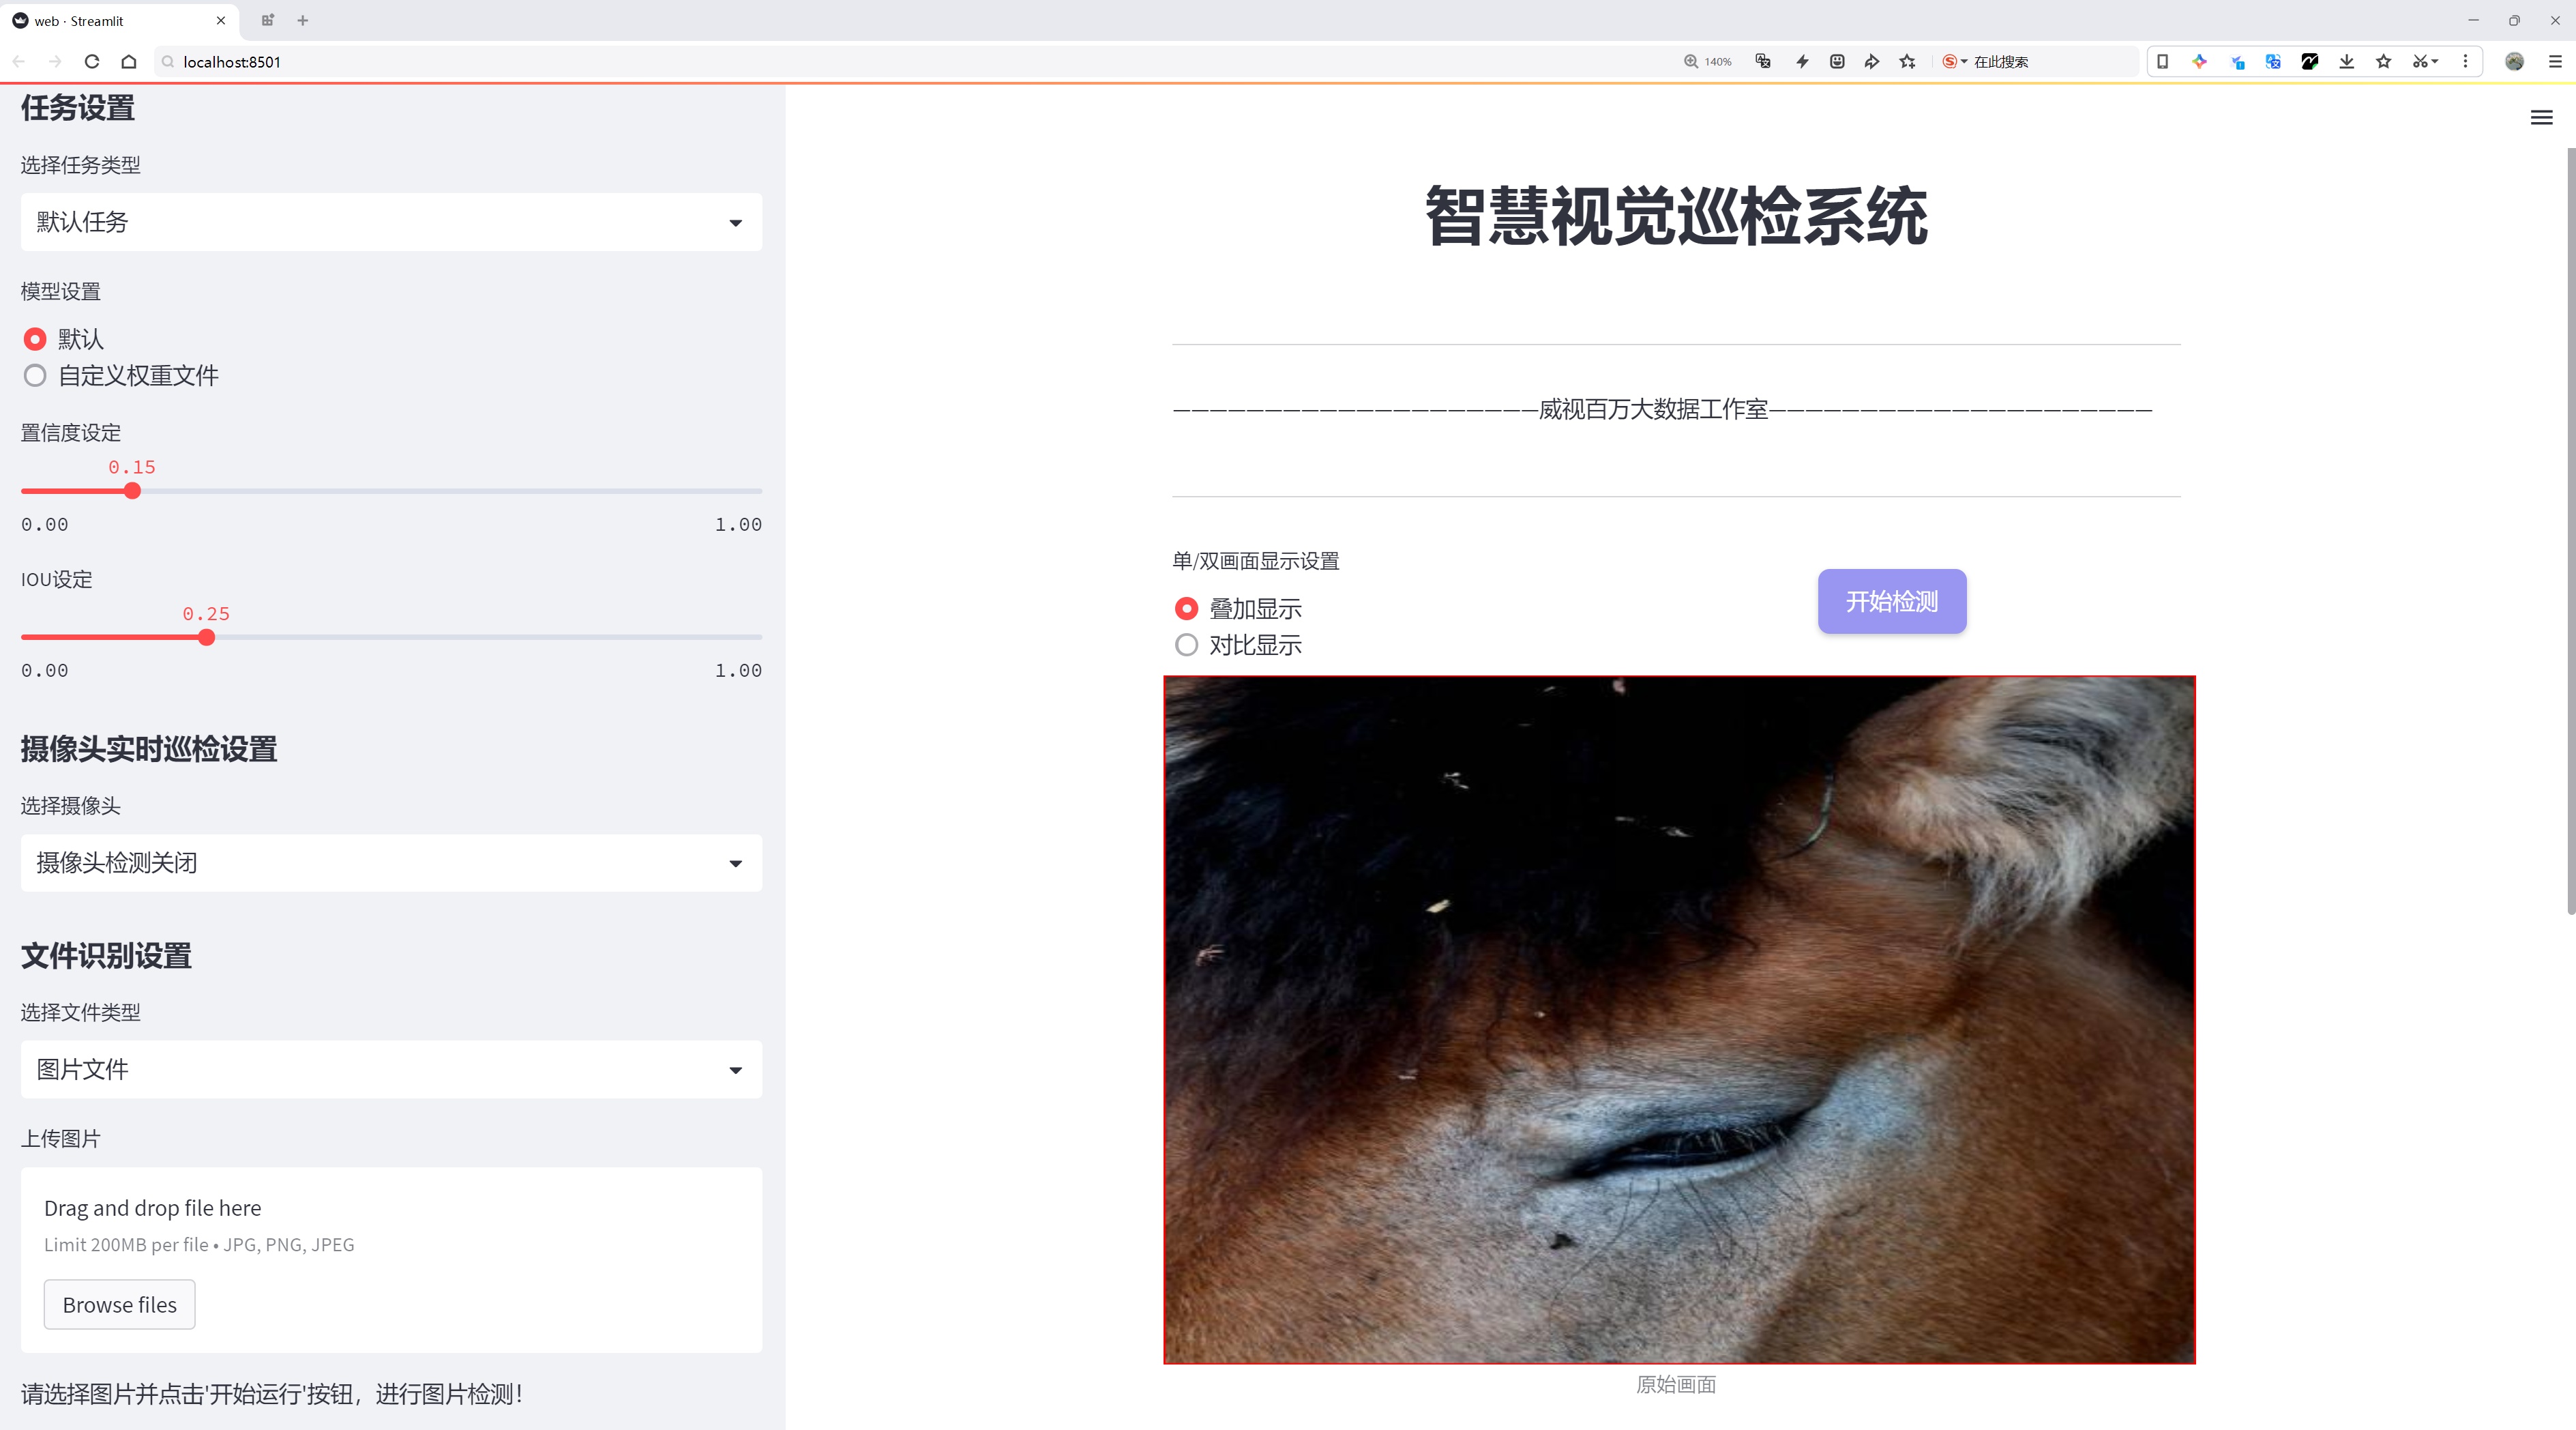 web · Streamlit
localhost:8501
140%
在此搜索
任务设置
选择任务类型
默认任务
模型设置
默认
自定义权重文件
置信度设定
0.15
0.00 1.00
IOU设定
0.25
0.00 1.00
摄像头实时巡检设置
选择摄像头
摄像头检测关闭
文件识别设置
选择文件类型
图片文件
上传图片
Drag and drop file here
Limit 200MB per file • JPG, PNG, JPEG
Browse files
请选择图片并点击'开始运行'按钮，进行图片检测！
智慧视觉巡检系统
————————————————————威视百万大数据工作室—————————————————————
单/双画面显示设置
叠加显示
对比显示
开始检测
原始画面